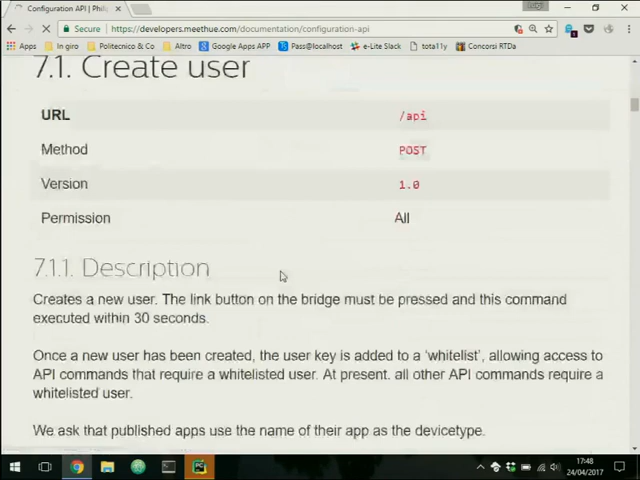 Configuration API | Phili
Secure
https://developers.meethue.com/documentation/configuration-api
Apps
In giro
Politecnico & Co
Altro
Google Apps APP
Pass@localhost
e-Lite Slack
tota11y
Concorsi RTDa
7.1. Create user
URL /api
Method POST
Version 1.0
Permission All
7.1.1. Description
Creates a new user. The link button on the bridge must be pressed and this command
executed within 30 seconds.
Once a new user has been created, the user key is added to a ‘whitelist’, allowing access to
API commands that require a whitelisted user. At present, all other API commands require a
whitelisted user.
We ask that published apps use the name of their app as the devicetype.
17:48
24/04/2017